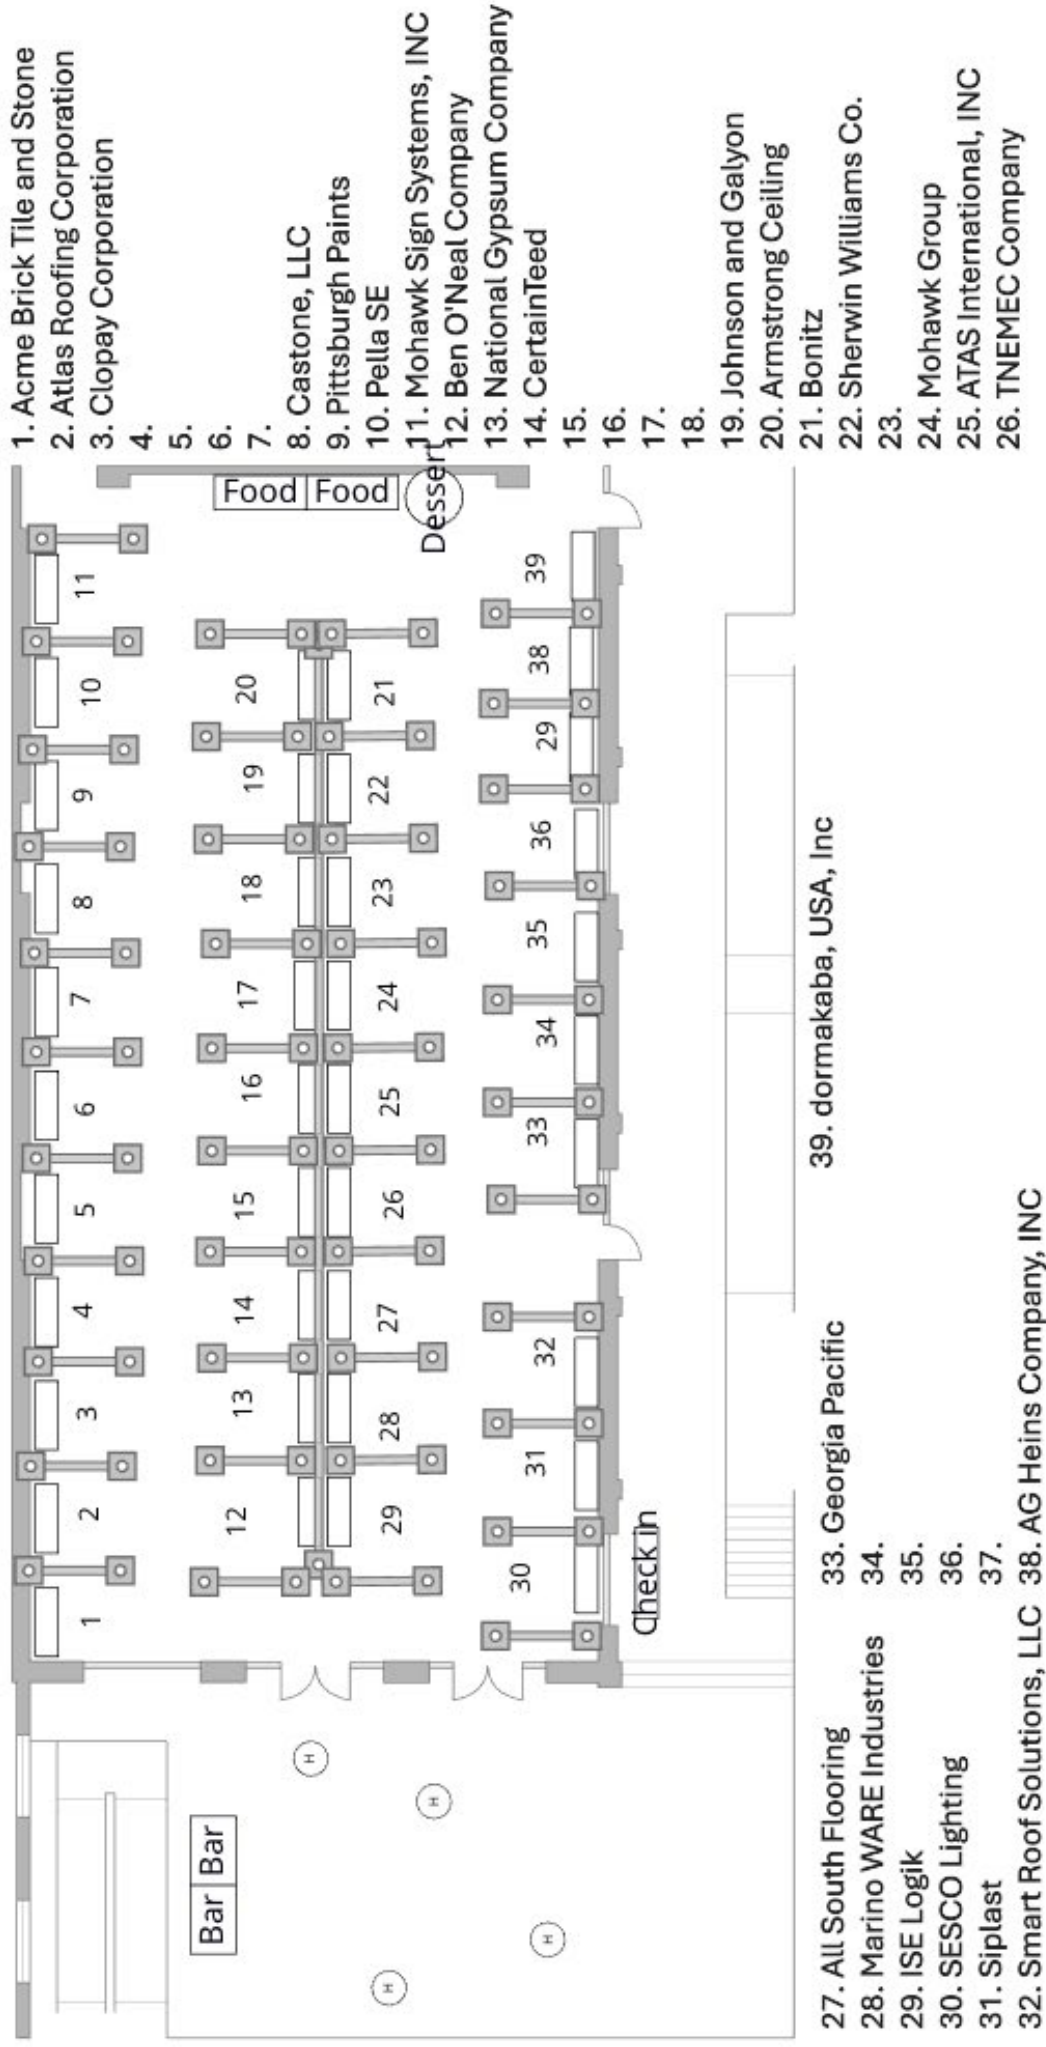 1 2 3 4 5 6 7 8 9 10 11
Bar Bar
12 13 14 15 16 17 18 19 20
Food Food
H
29 28 27 26 25 24 23 22 21
H
H
Dessert
30 31 32 33 34 35 36 29 38 39
H
Check in
1. Acme Brick Tile and Stone
2. Atlas Roofing Corporation
3. Clopay Corporation
4.
5.
6.
7.
8. Castone, LLC
9. Pittsburgh Paints
10. Pella SE
11. Mohawk Sign Systems, INC
12. Ben O'Neal Company
13. National Gypsum Company
14. CertainTeed
15.
16.
17.
18.
19. Johnson and Galyon
20. Armstrong Ceiling
21. Bonitz
22. Sherwin Williams Co.
23.
24. Mohawk Group
25. ATAS International, INC
26. TNEMEC Company
27. All South Flooring
28. Marino WARE Industries
29. ISE Logik
30. SESCO Lighting
31. Siplast
32. Smart Roof Solutions, LLC
33. Georgia Pacific
34.
35.
36.
37.
38. AG Heins Company, INC
39. dormakaba, USA, Inc